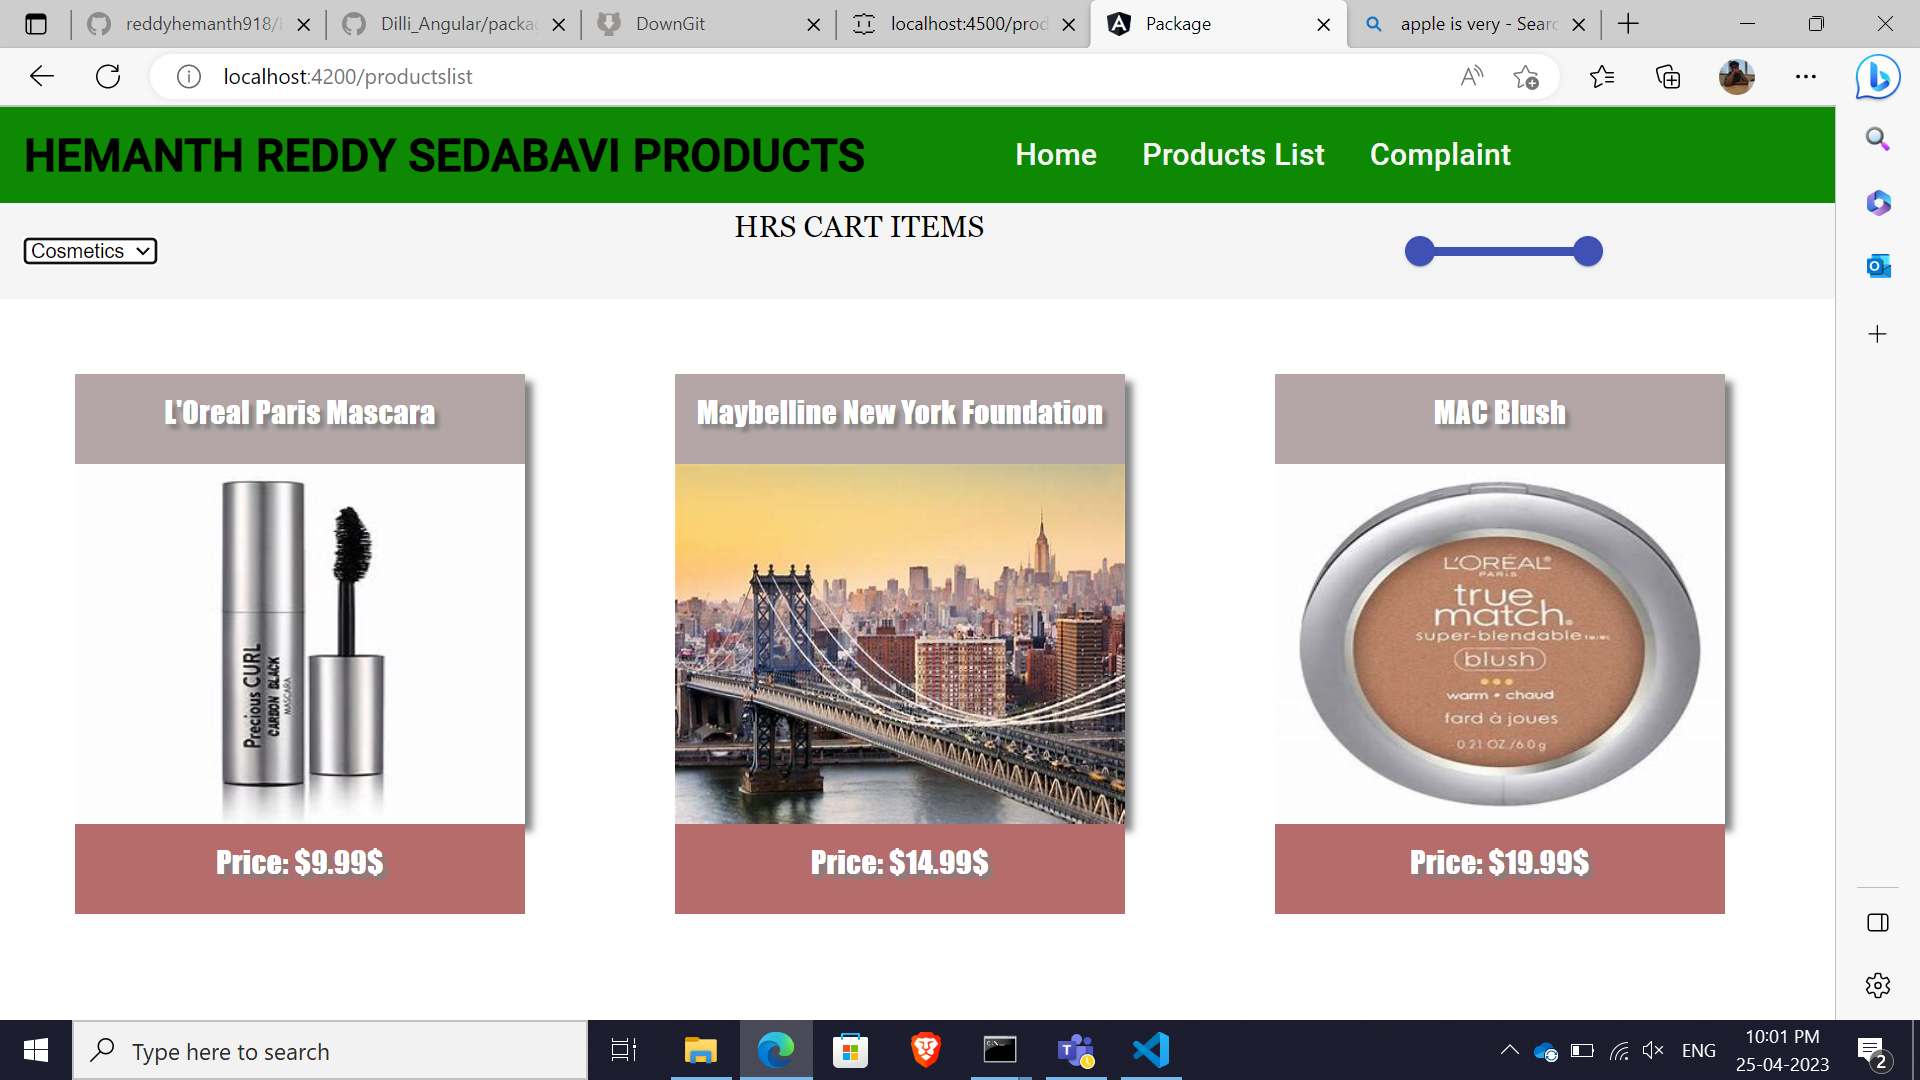 reddyhemanth918/
Dilli_Angular/packa
DownGit
localhost:4500/prod
Package
apple is very - Searc
localhost:4200/productslist
HEMANTH REDDY SEDABAVI PRODUCTS
Home
Products List
Complaint
Cosmetics
HRS CART ITEMS
L'Oreal Paris Mascara
Maybelline New York Foundation
MAC Blush
Precious CURL
CARBON BLACK
MASCARA
L'ORÉAL®
PARIS
true
match®
super-blendable
blush
warm • chaud
fard à joues
0.21 OZ./6.0 g
Price: $9.99$
Price: $14.99$
Price: $19.99$
Type here to search
ENG
10:01 PM
25-04-2023
2